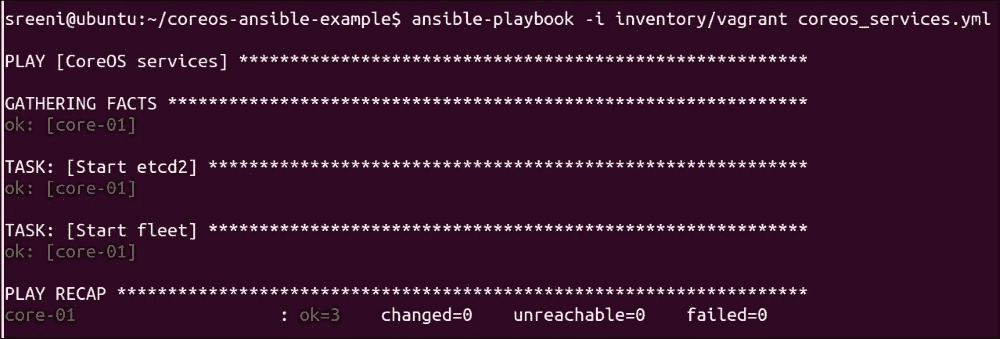 sreeni@ubuntu:~/coreos-ansible-example$ ansible-playbook -i inventory/vagrant coreos_services.yml
PLAY [CoreOS services] *********************************************************
GATHERING FACTS ****************************************************************
ok: [core-01]
TASK: [Start etcd2] ************************************************************
ok: [core-01]
TASK: [Start fleet] ************************************************************
ok: [core-01]
PLAY RECAP *********************************************************************
core-01                    : ok=3    changed=0    unreachable=0    failed=0